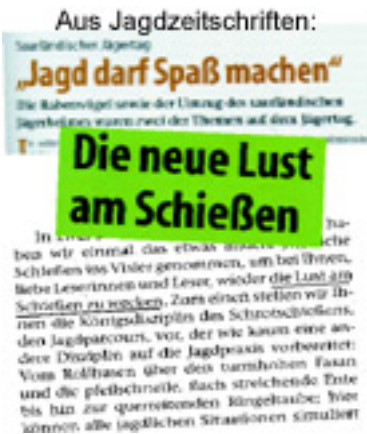 Aus Jagdzeitschriften:
Saarländischer Jägertag
„Jagd darf Spaß machen“
Die Rabenvögel sowie der Umzug des saarländischen
Jägerheimes waren zwei der Themen auf dem Jägertag.
Die neue Lust
am Schießen
In ha-
ben wir einmal das etwas
Schießen ins Visier genommen, um bei Ihnen,
liebe Leserinnen und Leser, wieder die Lust am
Schießen zu wecken. Zum einen stellen wir Ih-
nen die Königsdisziplin des Schrotschießens,
den Jagdparcours, vor, der wie kaum eine an-
dere Disziplin auf die Jagdpraxis vorbereitet:
Vom Rollhasen über den turmhohen Fasan
und die pfeilschnelle, flach streichende Ente
bis hin zur querreitenden Ringeltaube; hier
können alle jagdlichen Situationen simuliert